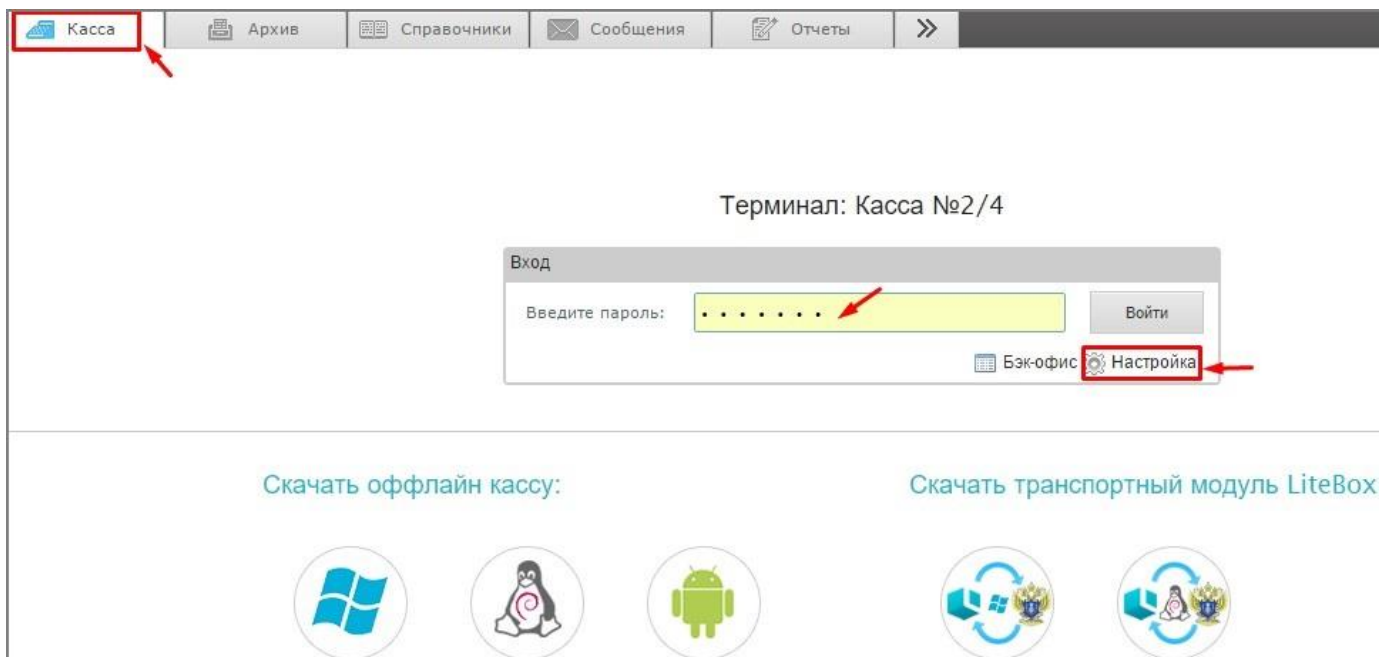 Касса Архив Справочники Сообщения Отчеты
Терминал: Касса №2/4
Вход
Введите пароль: Войти
Бэк-офис Настройка
Скачать оффлайн кассу: Скачать транспортный модуль LiteBox